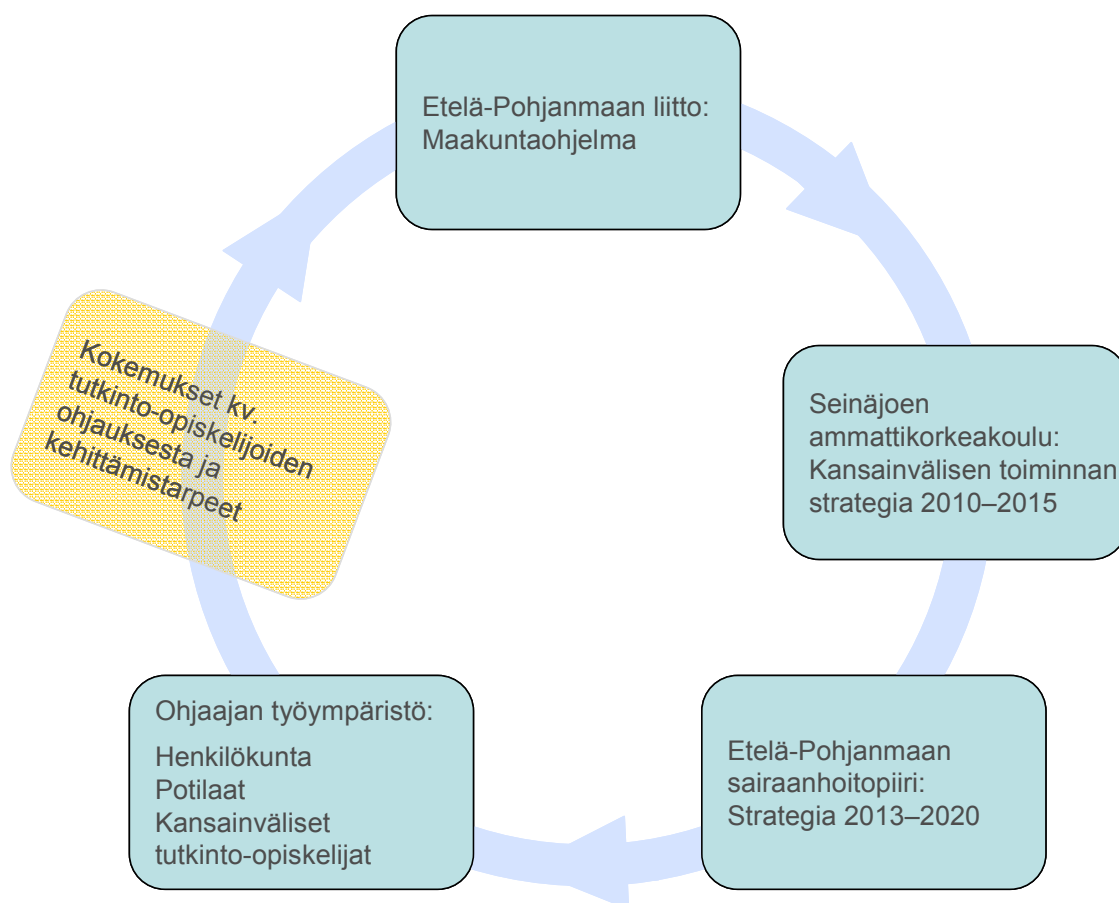 Etelä-Pohjanmaan liitto:
Maakuntaohjelma
Seinäjoen
ammattikorkeakoulu:
Kansainvälisen toiminnan
strategia 2010–2015
Etelä-Pohjanmaan
sairaanhoitopiiri:
Strategia 2013–2020
Ohjaajan työympäristö:
Henkilökunta
Potilaat
Kansainväliset
tutkinto-opiskelijat
Kokemukset kv.
tutkinto-opiskelijoiden
ohjauksesta ja
kehittämistarpeet